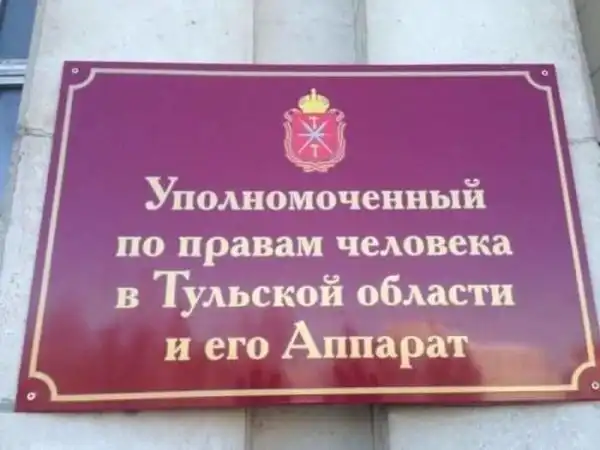 Уполномоченный
по правам человека
в Тульской области
и его Аппарат